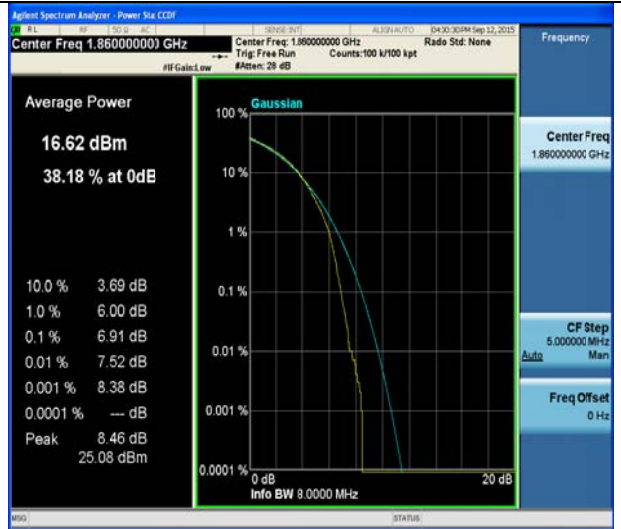 Agilent Spectrum Analyzer - Power Stat CCDF
RL RF 50 Ω AC SENSE:INT ALIGN AUTO 04:30:30 PM Sep 12, 2015
Center Freq 1.860000000 GHz
Center Freq: 1.860000000 GHz Radio Std: None
Trig: Free Run Counts:100 k/100 kpt
#IFGain:Low #Atten: 28 dB
Frequency
Average Power
16.62 dBm
38.18 % at 0dB
10.0 % 3.69 dB
1.0 % 6.00 dB
0.1 % 6.91 dB
0.01 % 7.52 dB
0.001 % 8.38 dB
0.0001 % --- dB
Peak 8.46 dB
25.08 dBm
Gaussian
100 %
10 %
1 %
0.1 %
0.01 %
0.001 %
0.0001 %
0 dB 20 dB
Info BW 8.0000 MHz
Center Freq
1.860000000 GHz
CF Step
5.000000 MHz
Auto Man
Freq Offset
0 Hz
MSG STATUS